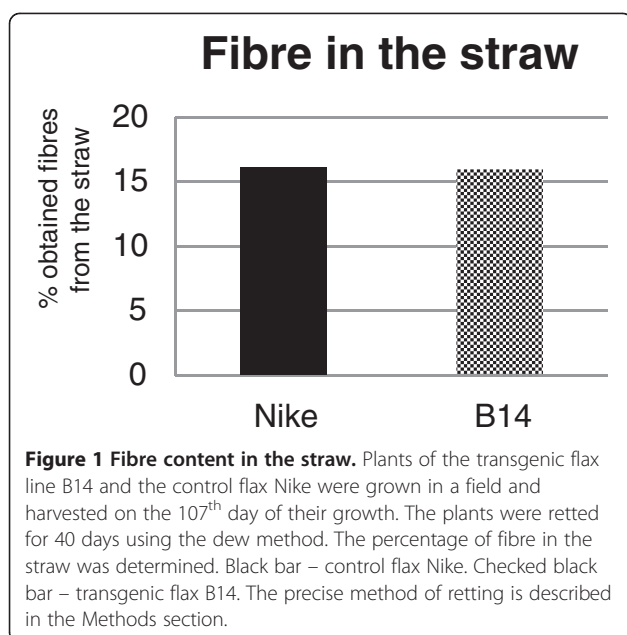 Fibre in the straw
% obtained fibres
from the straw
20
15
10
5
0
Nike
B14
Figure 1 Fibre content in the straw. Plants of the transgenic flax
line B14 and the control flax Nike were grown in a field and
harvested on the 107th day of their growth. The plants were retted
for 40 days using the dew method. The percentage of fibre in the
straw was determined. Black bar – control flax Nike. Checked black
bar – transgenic flax B14. The precise method of retting is described
in the Methods section.